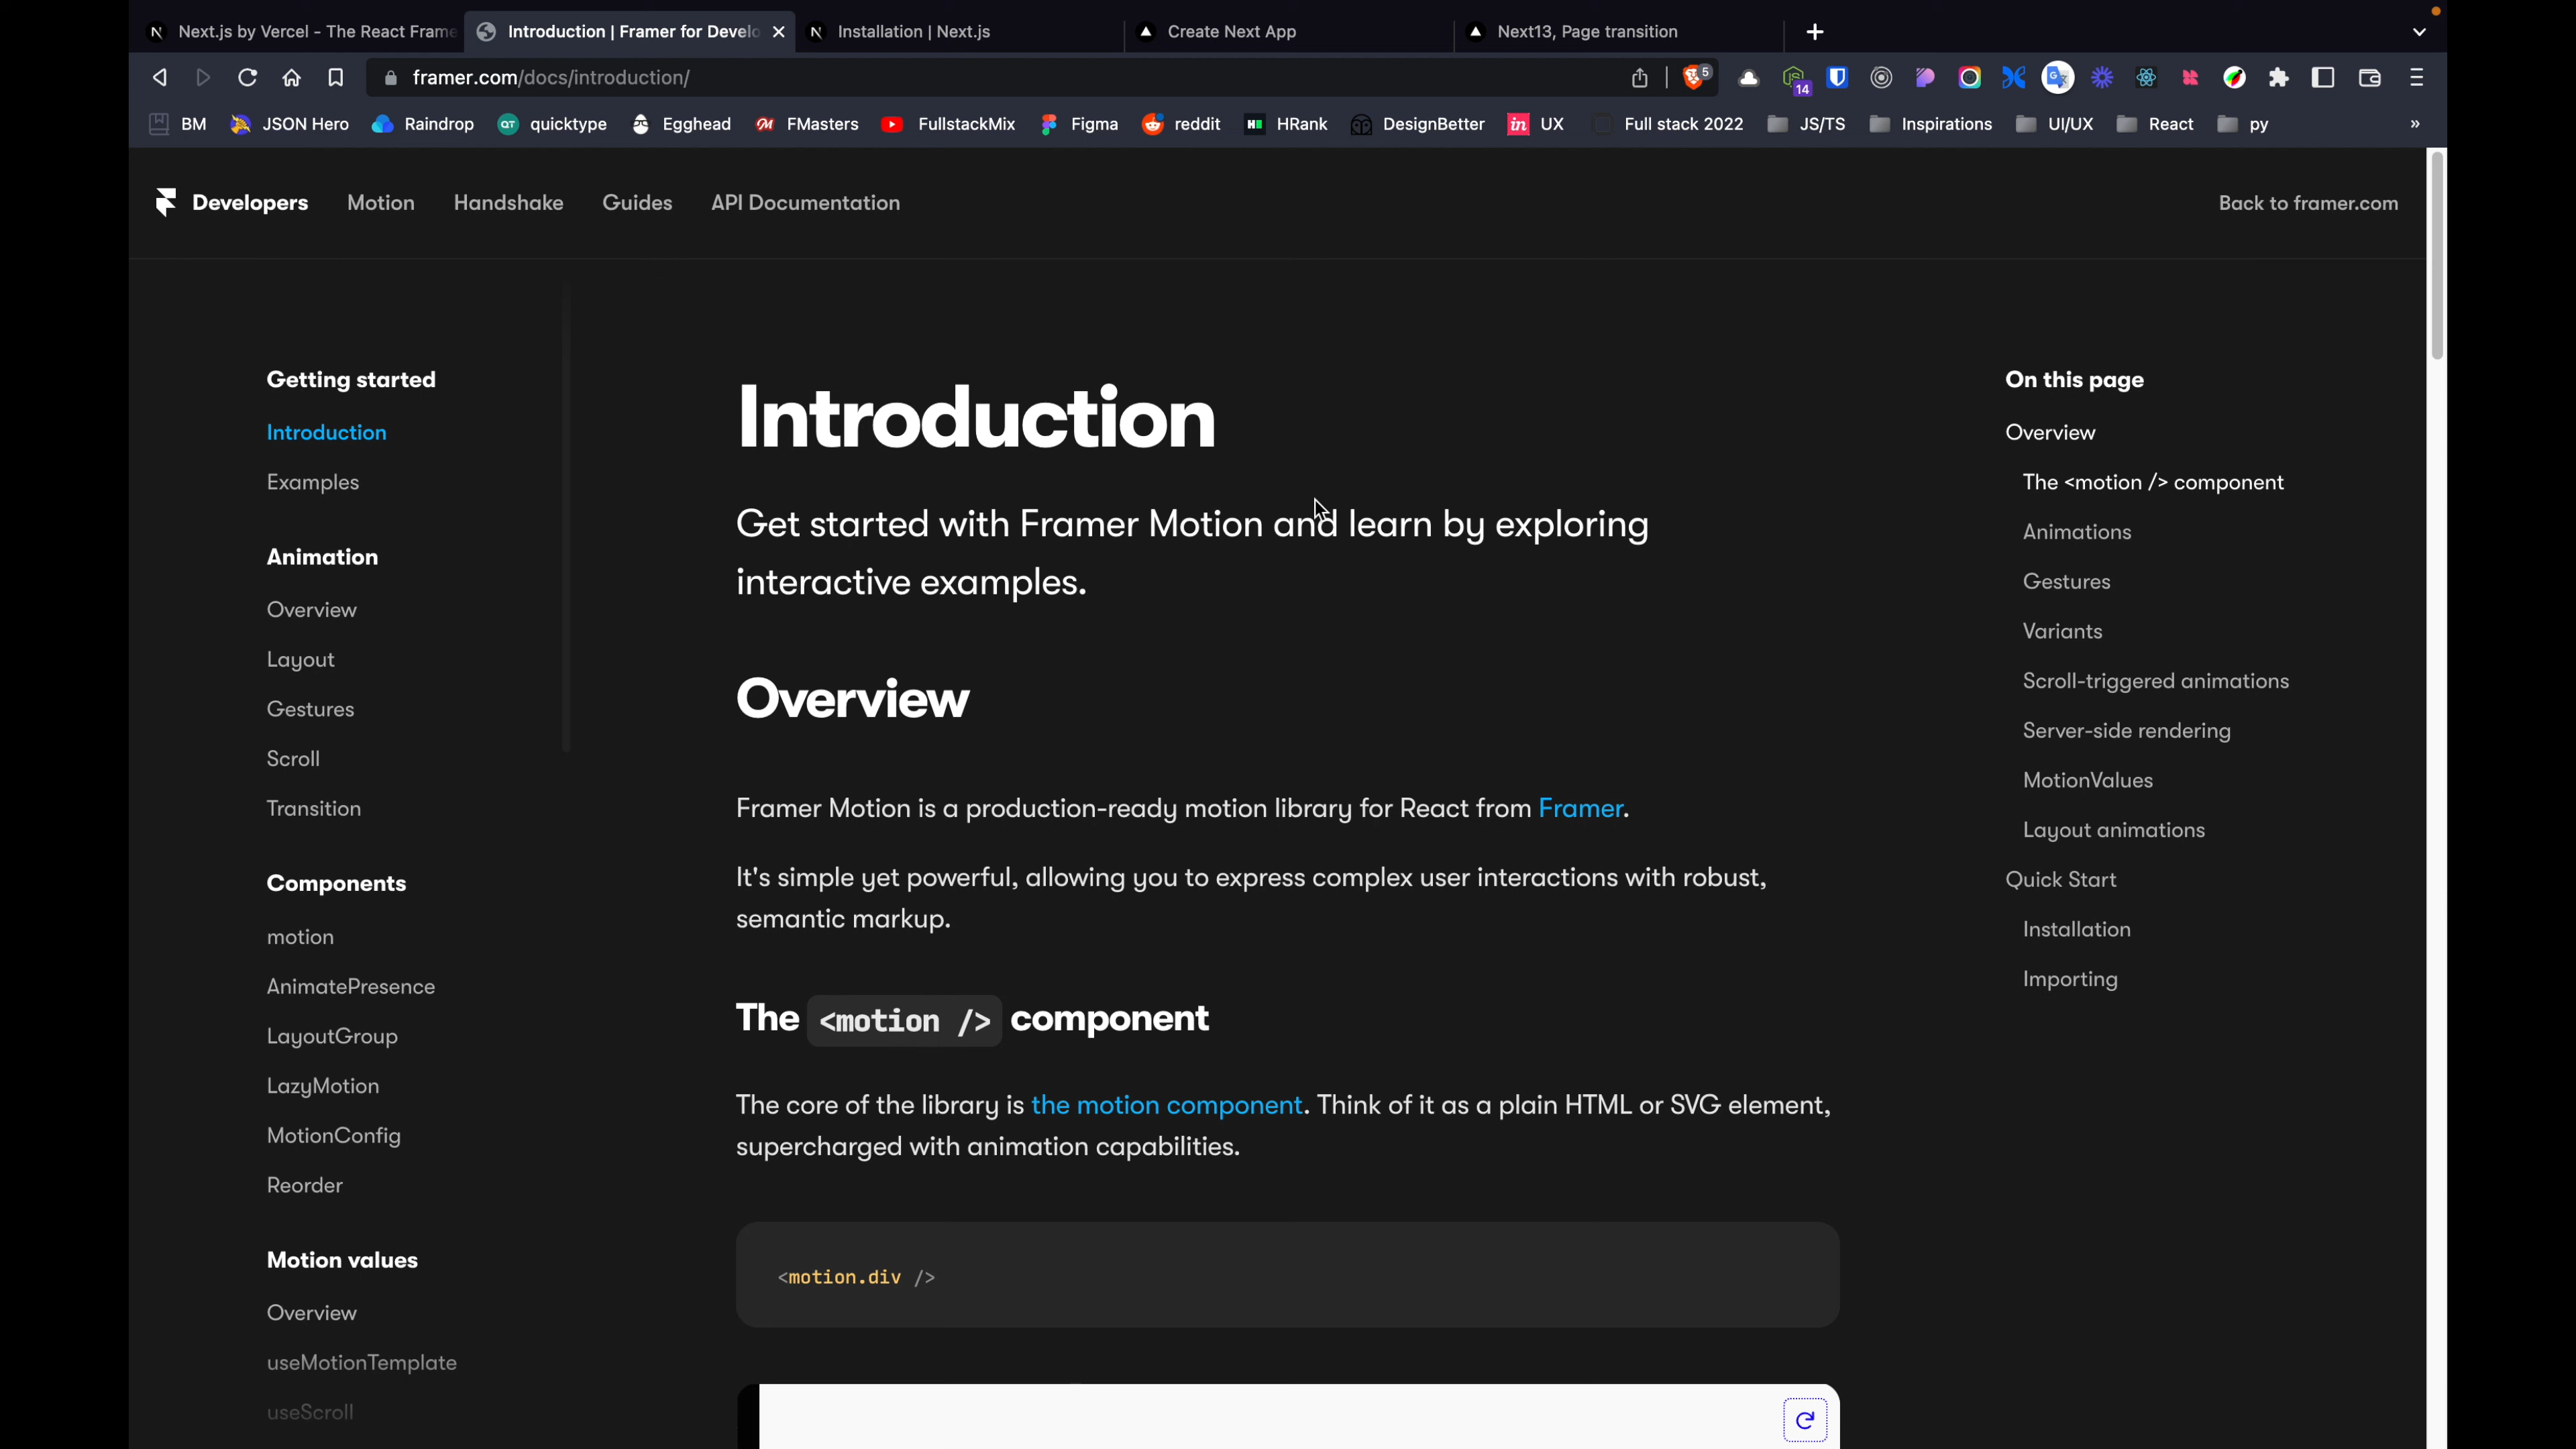 Next.js by Vercel - The React Frame
Introduction | Framer for Develo
Installation | Next.js
Create Next App
Next13, Page transition
framer.com/docs/introduction/
5
14
BM
JSON Hero
Raindrop
quicktype
Egghead
FMasters
FullstackMix
Figma
reddit
HRank
DesignBetter
UX
Full stack 2022
JS/TS
Inspirations
UI/UX
React
py
»
Developers
Motion
Handshake
Guides
API Documentation
Back to framer.com
Getting started
Introduction
Examples
Animation
Overview
Layout
Gestures
Scroll
Transition
Components
motion
AnimatePresence
LayoutGroup
LazyMotion
MotionConfig
Reorder
Motion values
Overview
useMotionTemplate
useScroll
Introduction
Get started with Framer Motion and learn by exploring
interactive examples.
Overview
Framer Motion is a production-ready motion library for React from Framer.
It's simple yet powerful, allowing you to express complex user interactions with robust,
semantic markup.
The <motion /> component
The core of the library is the motion component. Think of it as a plain HTML or SVG element,
supercharged with animation capabilities.
<motion.div />
On this page
Overview
The <motion /> component
Animations
Gestures
Variants
Scroll-triggered animations
Server-side rendering
MotionValues
Layout animations
Quick Start
Installation
Importing